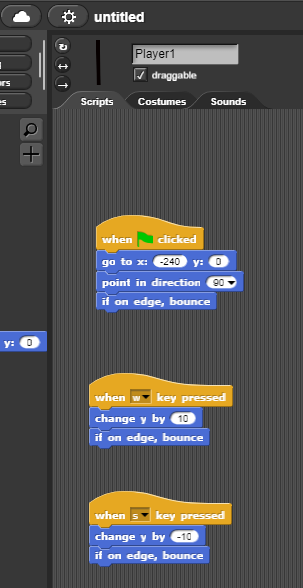 untitled
Player1
draggable
Scripts Costumes Sounds
when clicked
go to x: -240 y: 0
point in direction 90
if on edge, bounce
y: 0
when w key pressed
change y by 10
if on edge, bounce
when s key pressed
change y by -10
if on edge, bounce